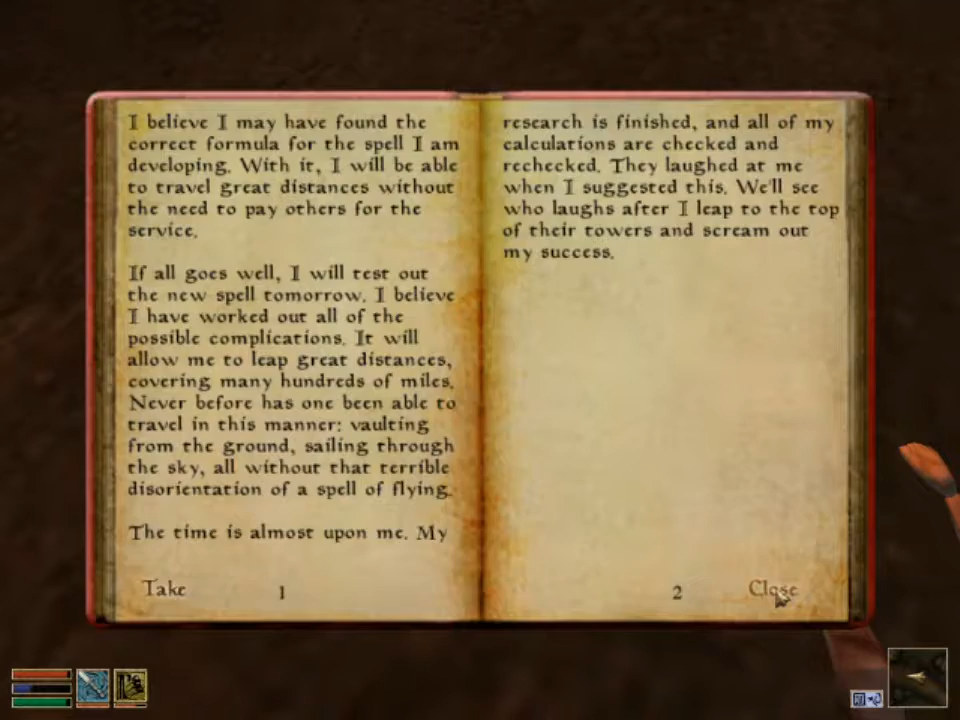 I believe I may have found the
correct formula for the spell I am
developing. With it, I will be able
to travel great distances without
the need to pay others for the
service.
If all goes well, I will test out
the new spell tomorrow. I believe
I have worked out all of the
possible complications. It will
allow me to leap great distances,
covering many hundreds of miles.
Never before has one been able to
travel in this manner: vaulting
from the ground, sailing through
the sky, all without that terrible
disorientation of a spell of flying.
The time is almost upon me. My
Take
1
research is finished, and all of my
calculations are checked and
rechecked. They laughed at me
when I suggested this. We'll see
who laughs after I leap to the top
of their towers and scream out
my success.
2
Close